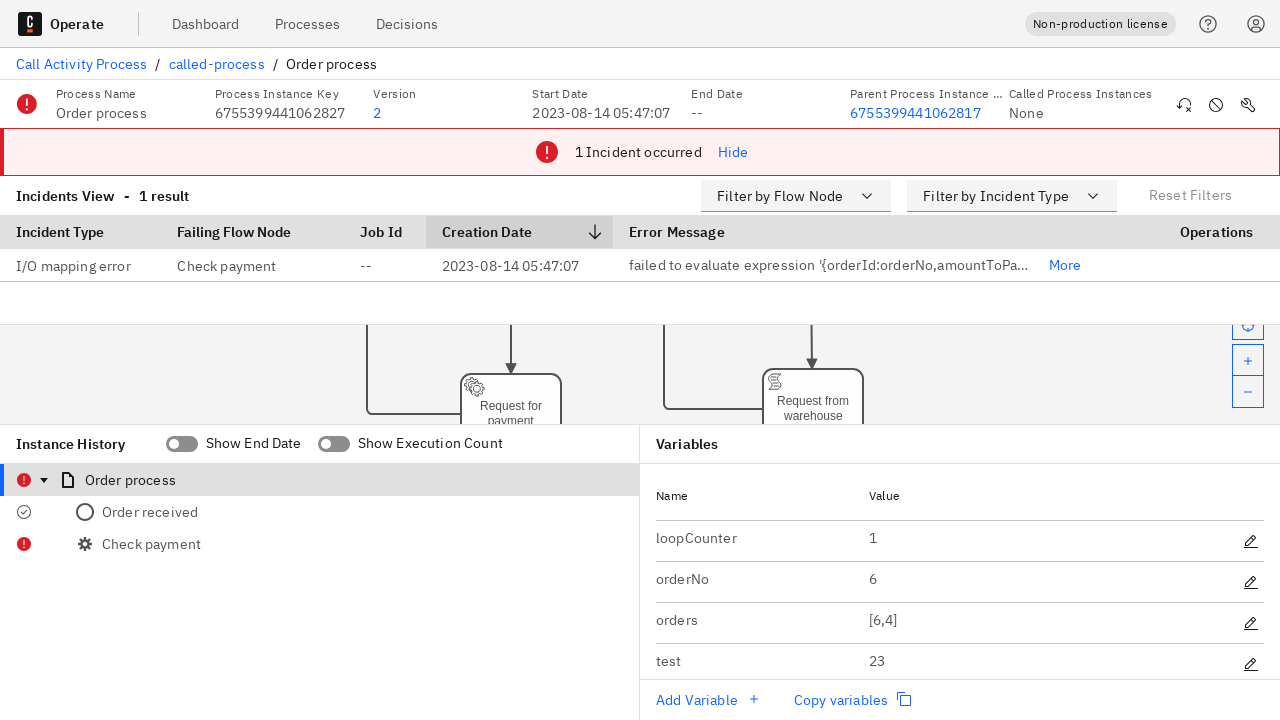 Operate
Dashboard
Processes
Decisions
Non-production license
Call Activity Process / called-process / Order process
Process Name
Order process
Process Instance Key
6755399441062827
Version
2
Start Date
2023-08-14 05:47:07
End Date
--
Parent Process Instance ...
6755399441062817
Called Process Instances
None
1 Incident occurred
Hide
Incidents View - 1 result
Filter by Flow Node
Filter by Incident Type
Reset Filters
Incident Type
Failing Flow Node
Job Id
Creation Date
Error Message
Operations
I/O mapping error
Check payment
--
2023-08-14 05:47:07
failed to evaluate expression '{orderId:orderNo,amountToPa...
More
Request for
payment
Request from
warehouse
Instance History
Show End Date
Show Execution Count
Order process
Order received
Check payment
Variables
Name
Value
loopCounter
1
orderNo
6
orders
[6,4]
test
23
Add Variable
Copy variables